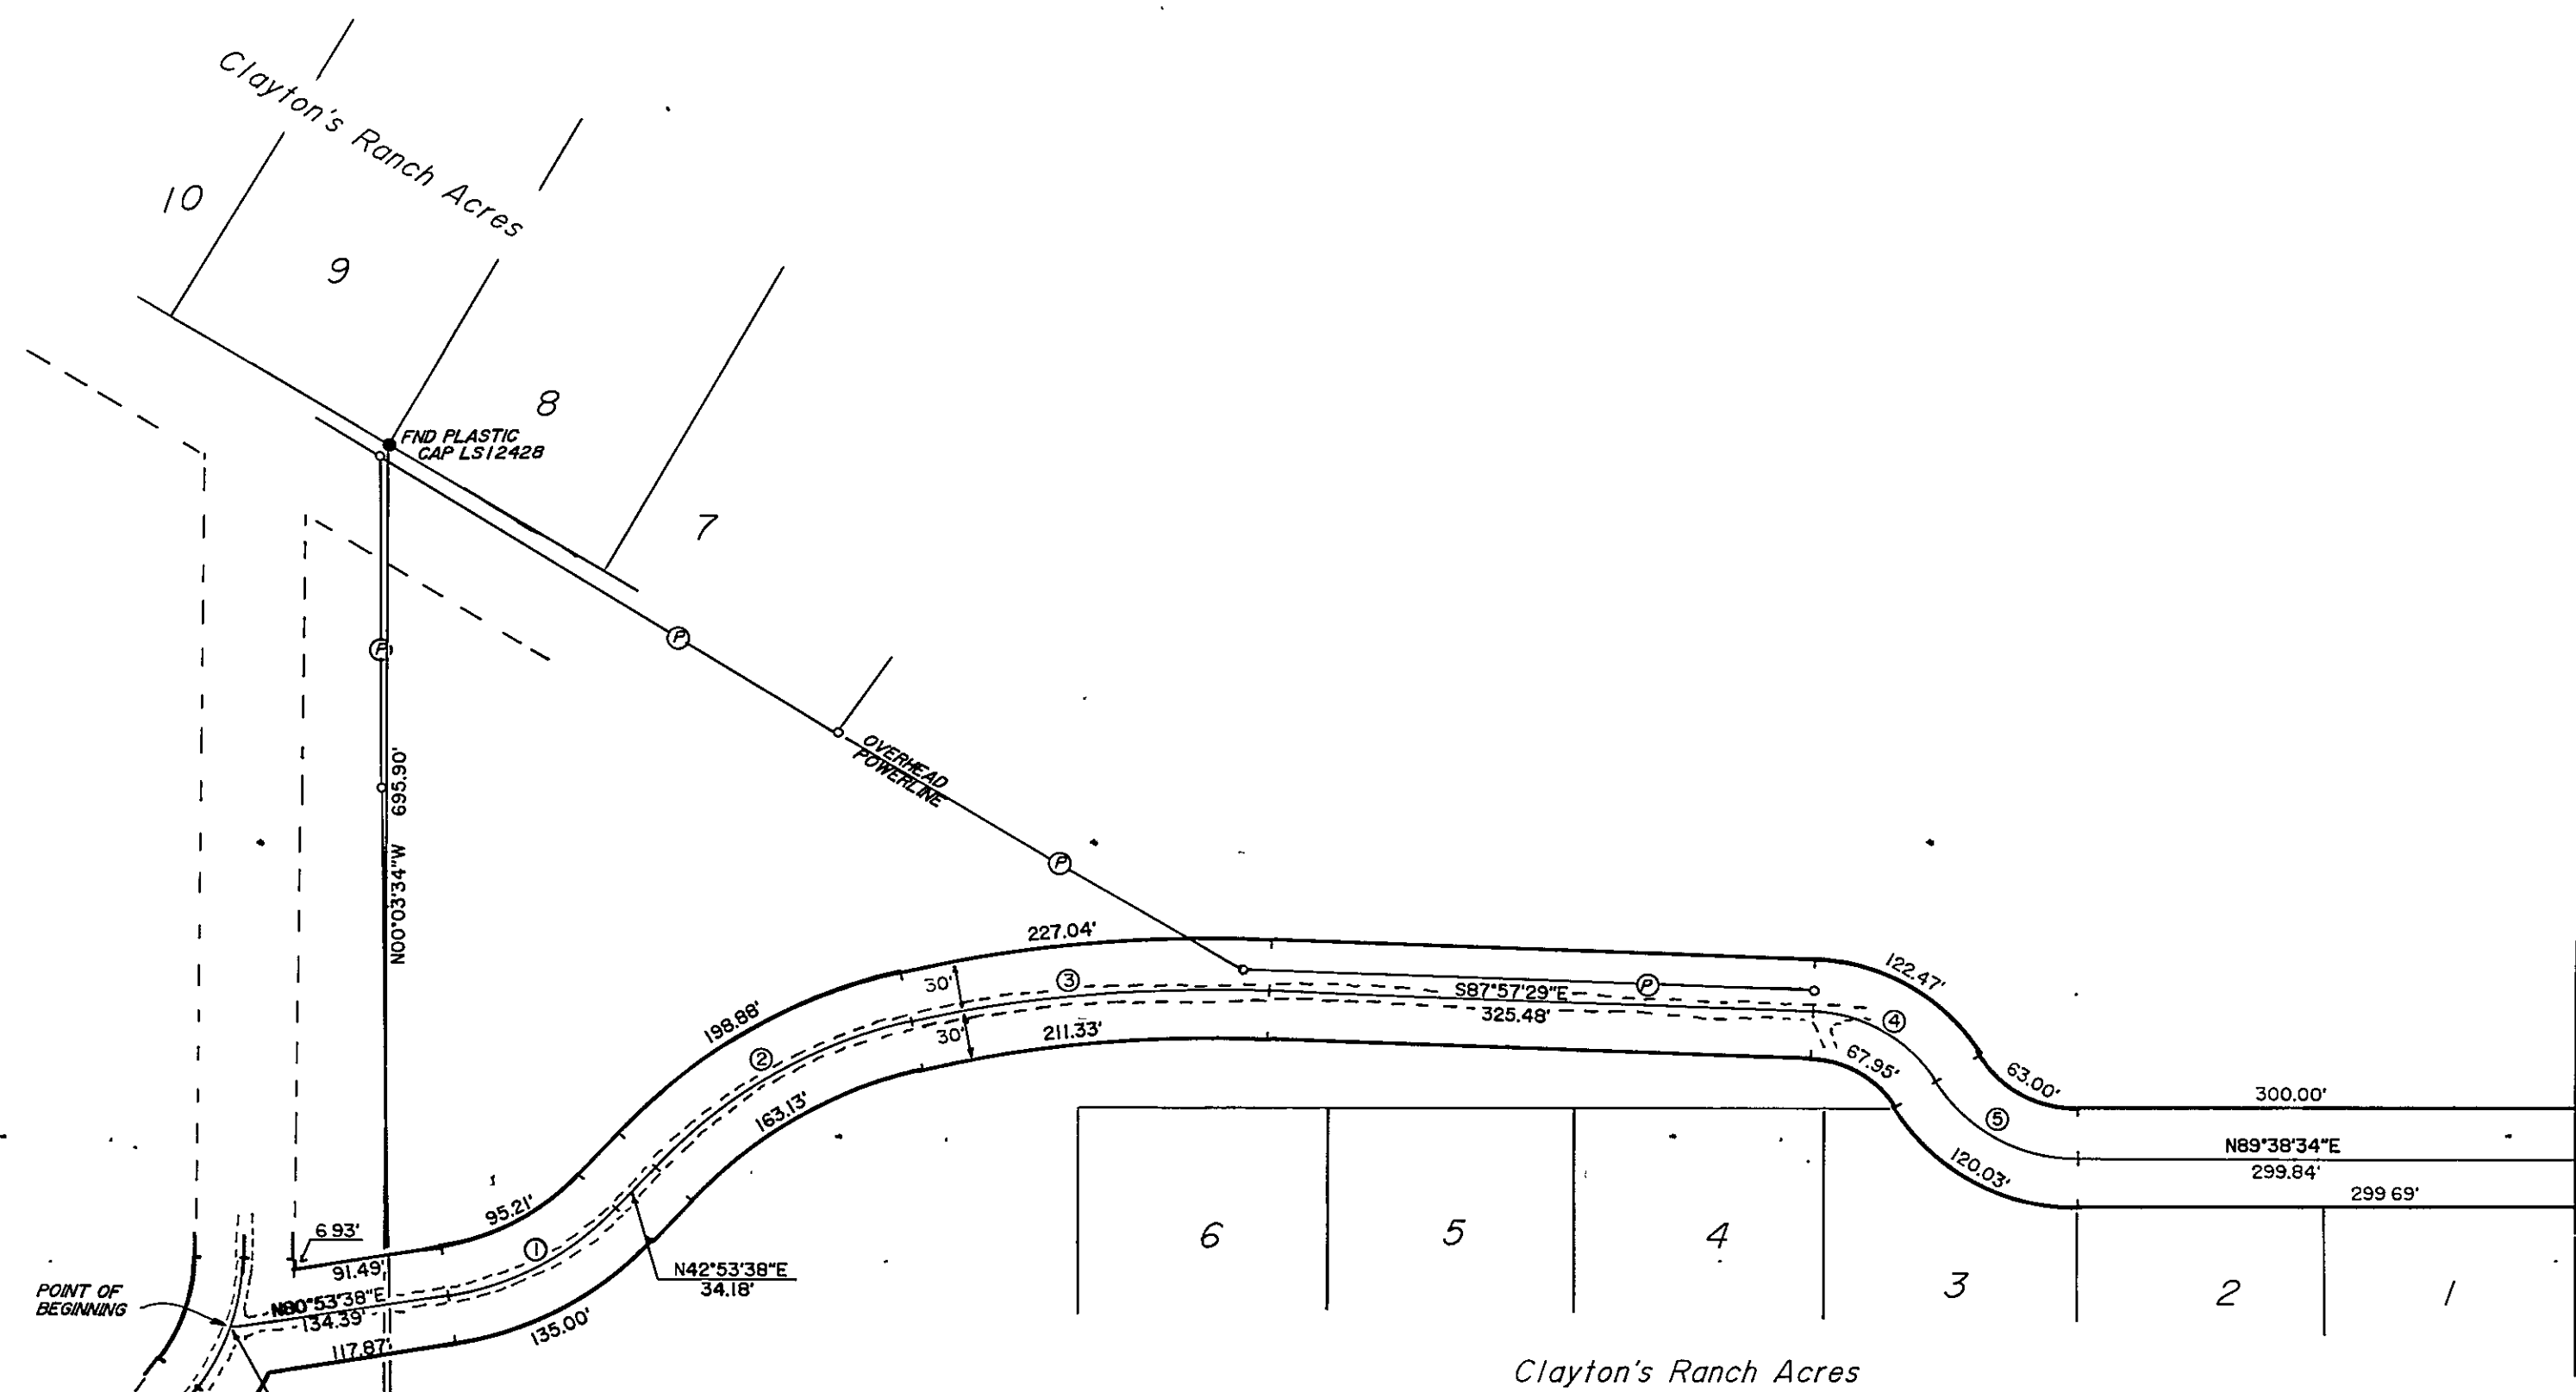 Clayton's Ranch Acres
10
9
8
FND PLASTIC
CAP LS12428
7
P
P
OVERHEAD
POWERLINE
N00°03'34"W 695.90'
P
227.04'
122.47'
30'
3
S87°57'29"E
P
325.48'
198.88'
30'
211.33'
4
2
67.95'
63.00'
300.00'
163.13'
5
N89°38'34"E
120.03'
299.84'
299 69'
95.21'
6
5
4
6.93'
1
91.49'
N42°53'38"E
34.18'
3
2
1
POINT OF
BEGINNING
N80°53'38"E
134.39'
135.00'
117.87'
Clayton's Ranch Acres